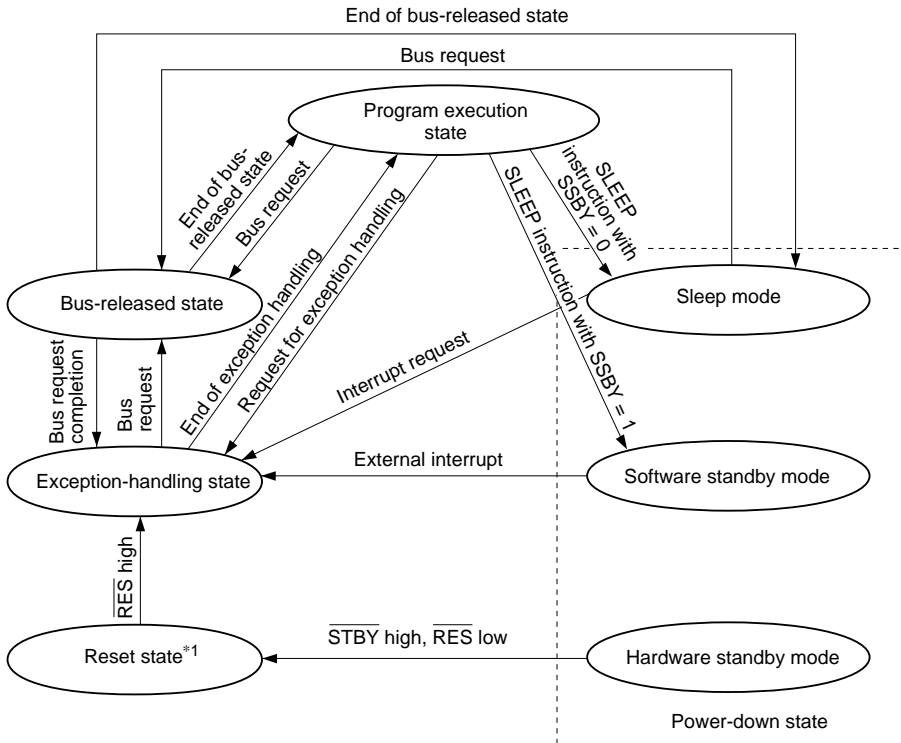 End of bus-released state
Bus request
Program execution
state
End of bus-
released state
Bus request
SLEEP
instruction with
SSBY = 0
SLEEP instruction with SSBY = 1
Bus-released state
Sleep mode
End of exception handling
Request for exception handling
Interrupt request
Bus request
completion
Bus
request
Exception-handling state
External interrupt
Software standby mode
RES high
Reset state*1
STBY high, RES low
Hardware standby mode
Power-down state